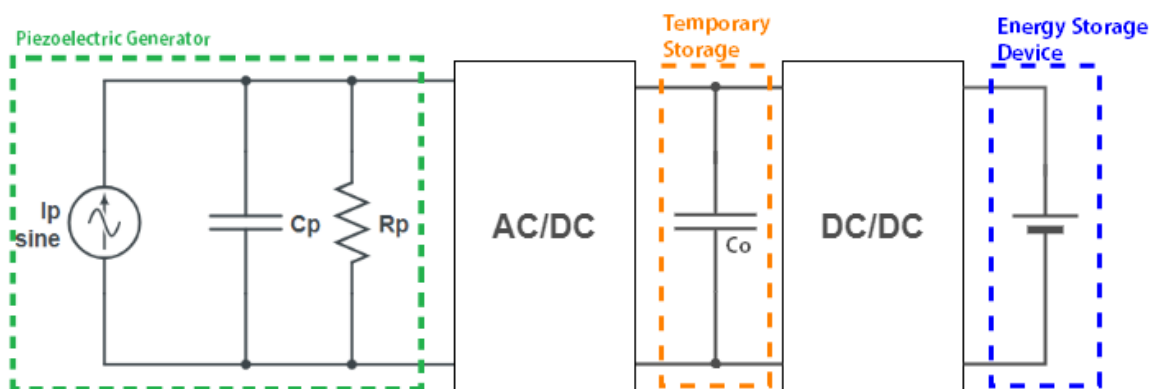 Piezoelectric Generator
Temporary
Storage
Energy Storage
Device
Ip
sine
Cp
Rp
AC/DC
Co
DC/DC